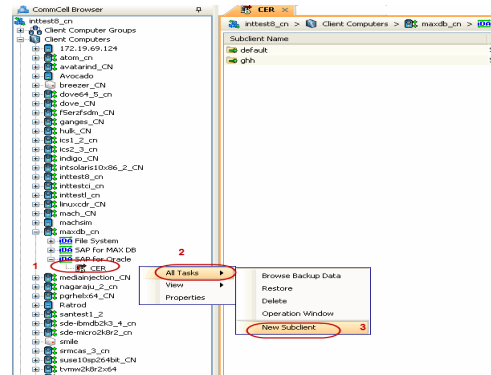 CommCell Browser
CER
inttest8_cn
Client Computer Groups
Client Computers
172.19.69.124
atom_cn
avatarind_CN
Avocado
breezer_CN
dove64_5_cn
dove_CN
f5erzfsdm_CN
ganges_CN
hulk_CN
ics1_2_cn
ics2_3_cn
indigo_CN
intsolaris10x86_2_CN
inttest8_cn
inttestci_cn
inttestl_cn
linuxcdr_CN
mach_CN
machsim
maxdb_cn
iDA File System
iDA SAP for MAX DB
iDA SAP for Oracle
1 CER
mediainjection_CN
nagaraju_2_cn
pgrhelx64_CN
Ratrod
santest1_2
sde-ibmdb2k3_4_cn
sde-micro2k8r2_cn
smile
srmcas_3_cn
suse10sp264bit_CN
tvmw2k8r2x64
inttest8_cn > Client Computers > maxdb_cn >
Subclient Name
default
ghh
2
All Tasks
View
Properties
Browse Backup Data
Restore
Delete
Operation Window
New Subclient 3